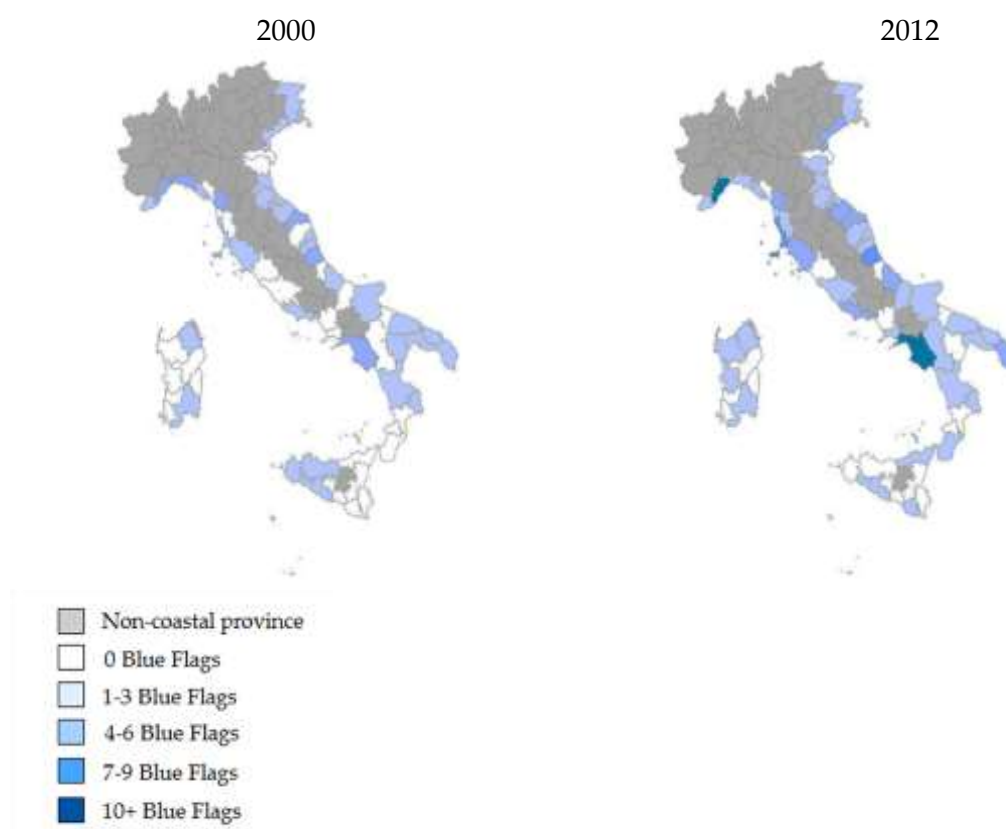 2000
2012
Non-coastal province
0 Blue Flags
1-3 Blue Flags
4-6 Blue Flags
7-9 Blue Flags
10+ Blue Flags